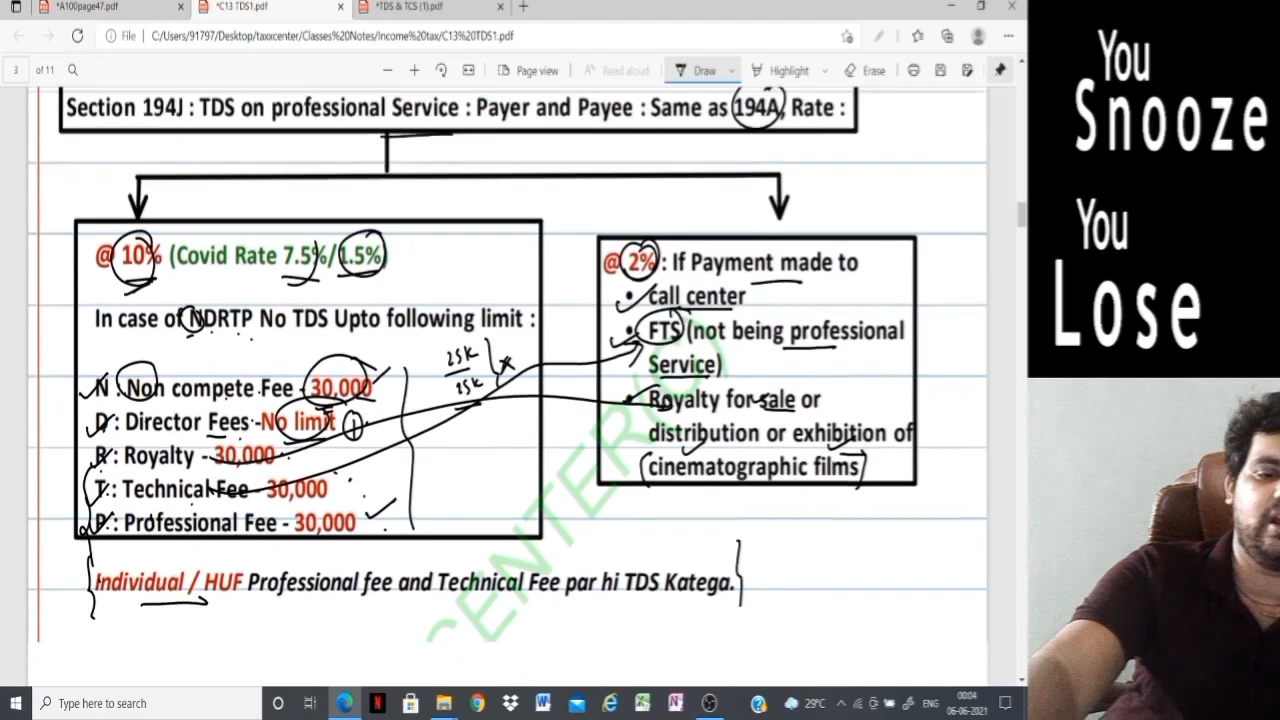 *A100page47.pdf
*C13 TDS1.pdf
*TDS & TCS (1).pdf
File
C:/Users/91797/Desktop/taxxcenter/Classes%20Notes/Income%20tax/C13%20TDS1.pdf
3 of 11
Page view
Read aloud
Draw
Highlight
Erase
Section 194J : TDS on professional Service : Payer and Payee : Same as 194A, Rate :
@ 10% (Covid Rate 7.5%/1.5%)
In case of NDRTP No TDS Upto following limit :
N : Non compete Fee - 30,000
D : Director Fees -No limit
R : Royalty - 30,000
T : Technical Fee - 30,000
P : Professional Fee - 30,000
25K
25K
1
@ 2% : If Payment made to
• Call center
• FTS (not being professional
Service)
• Royalty for sale or
distribution or exhibition of
(cinematographic films)
Individual / HUF Professional fee and Technical Fee par hi TDS Katega.
CENTER
You
Snooze
You
Lose
Type here to search
29°C
ENG
00:04
06-06-2021